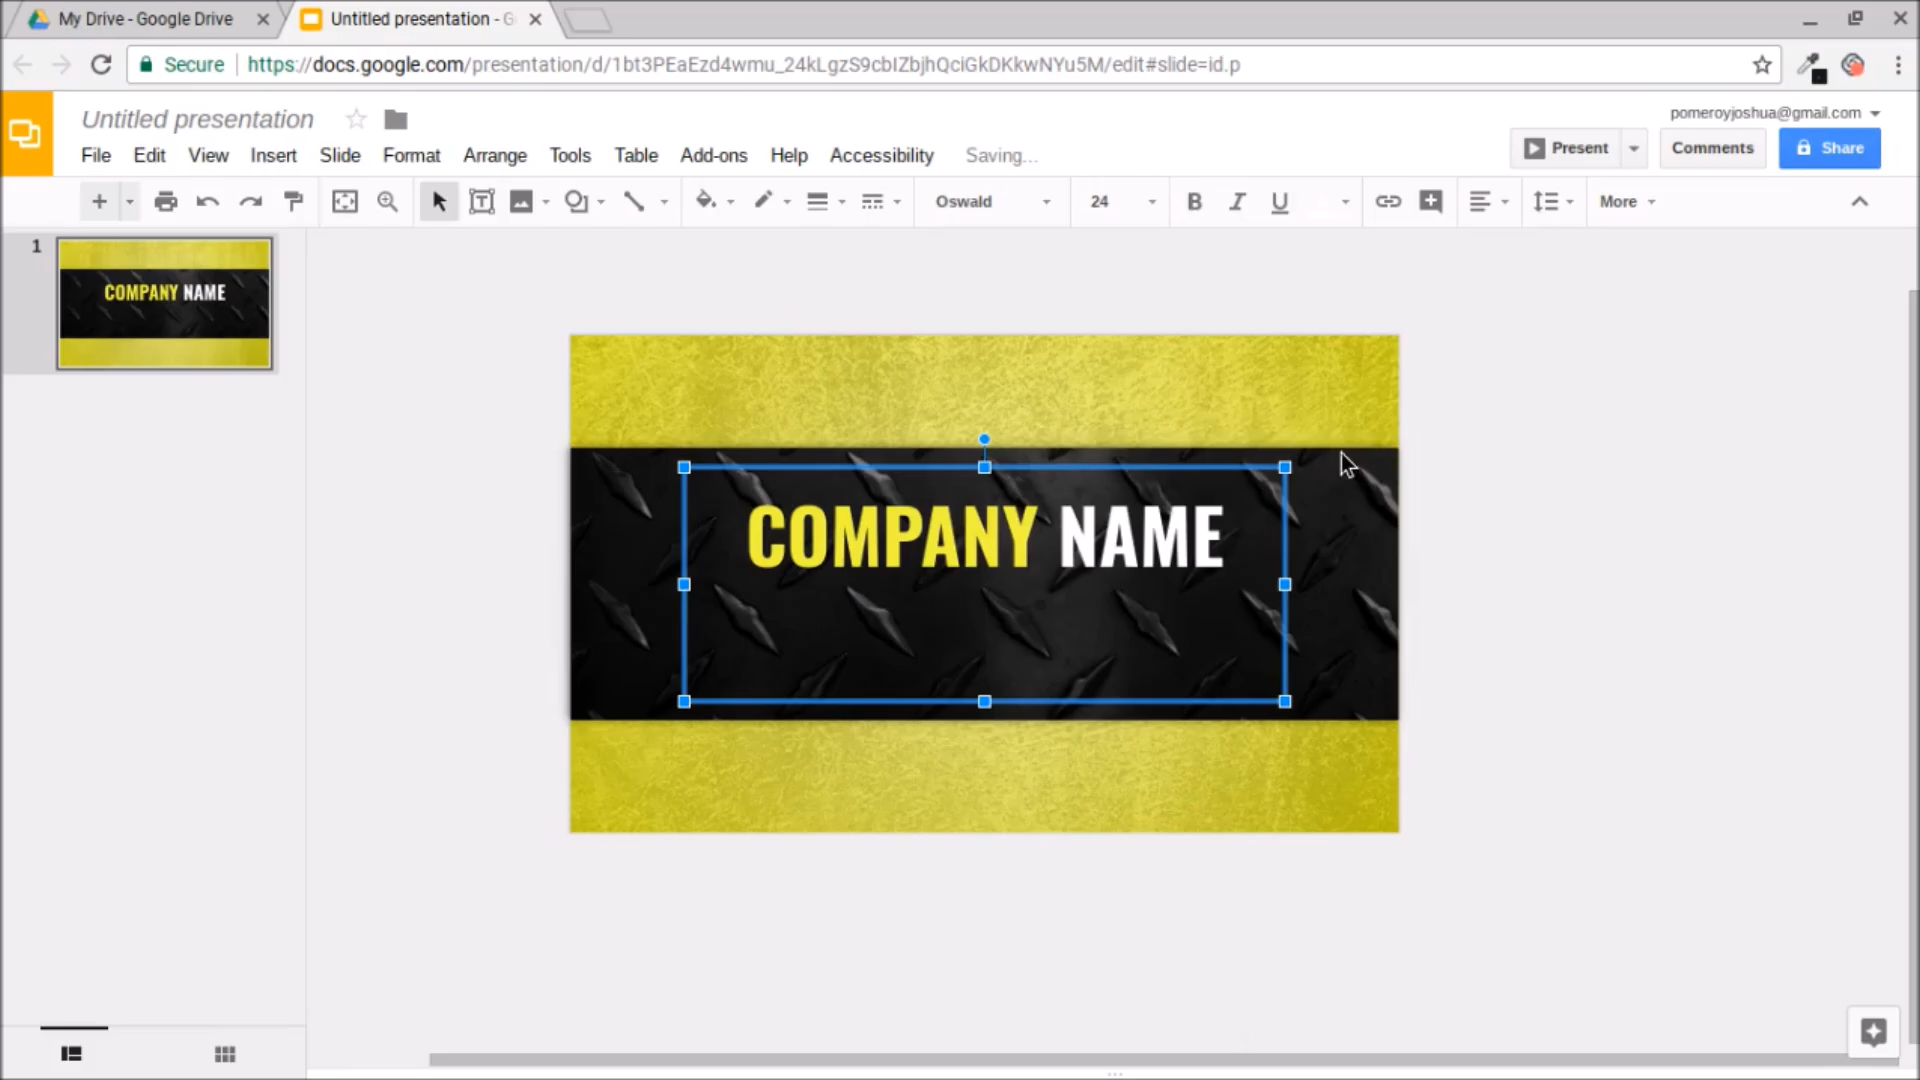 My Drive - Google Drive
Untitled presentation - G
Secure
https://docs.google.com/presentation/d/1bt3PEaEzd4wmu_24kLgzS9cbIZbjhQciGkDKkwNYu5M/edit#slide=id.p
Untitled presentation
pomeroyjoshua@gmail.com
File Edit View Insert Slide Format Arrange Tools Table Add-ons Help Accessibility Saving...
Present Comments Share
Oswald 24 B I U More
1
COMPANY NAME
COMPANY NAME